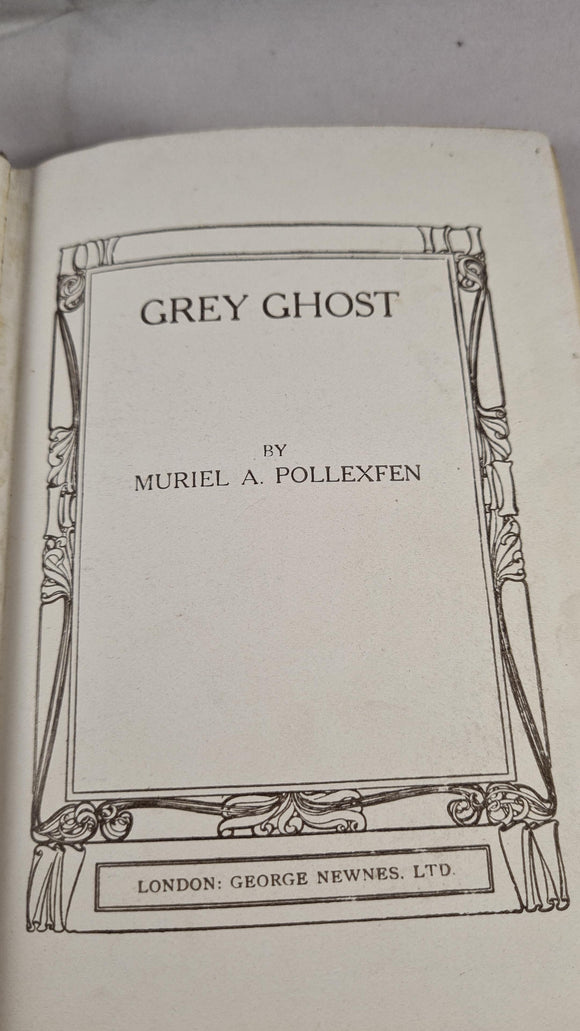 GREY GHOST
BY
MURIEL A. POLLEXFEN
LONDON: GEORGE NEWNES. LTD.